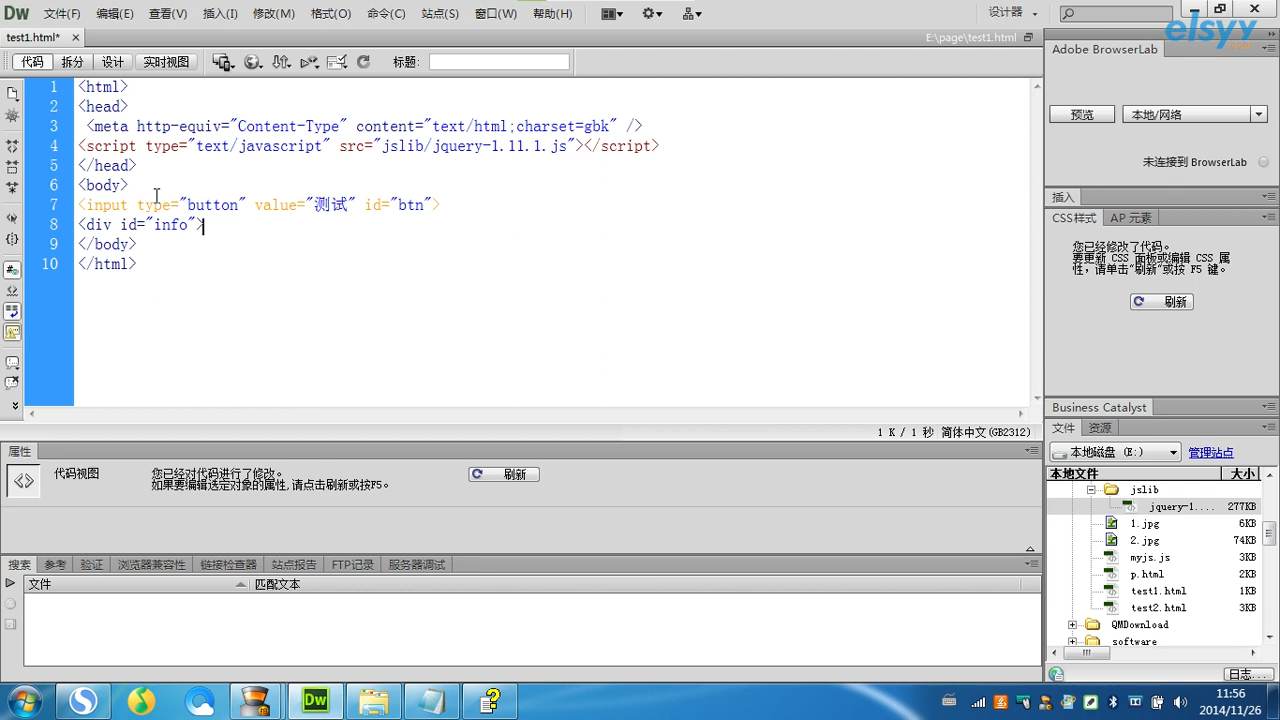 Dw 文件(F) 编辑(E) 查看(V) 插入(I) 修改(M) 格式(O) 命令(C) 站点(S) 窗口(W) 帮助(H) 设计器
elsyy
.com
test1.html* E:\page\test1.html
代码 拆分 设计 实时视图 标题:
1 <html>
2 <head>
3 <meta http-equiv="Content-Type" content="text/html;charset=gbk" />
4 <script type="text/javascript" src="jslib/jquery-1.11.1.js"></script>
5 </head>
6 <body>
7 <input type="button" value="测试" id="btn">
8 <div id="info">
9 </body>
10 </html>
1 K / 1 秒 简体中文(GB2312)
属性
代码视图
您已经对代码进行了修改。
如果要编辑选定对象的属性,请点击刷新或按F5。
刷新
搜索 参考 验证 浏览器兼容性 链接检查器 站点报告 FTP记录 服务器调试
文件 匹配文本
Adobe BrowserLab
预览 本地/网络
未连接到 BrowserLab
插入
CSS样式 AP 元素
您已经修改了代码。
要更新 CSS 面板或编辑 CSS 属
性，请单击“刷新”或按 F5 键。
刷新
Business Catalyst
文件 资源
本地磁盘 (E:) 管理站点
本地文件 大小
jslib
jquery-1.... 277KB
1.jpg 6KB
2.jpg 74KB
myjs.js 3KB
p.html 2KB
test1.html 1KB
test2.html 3KB
QMDownload
software
日志...
Dw
11:56
2014/11/26